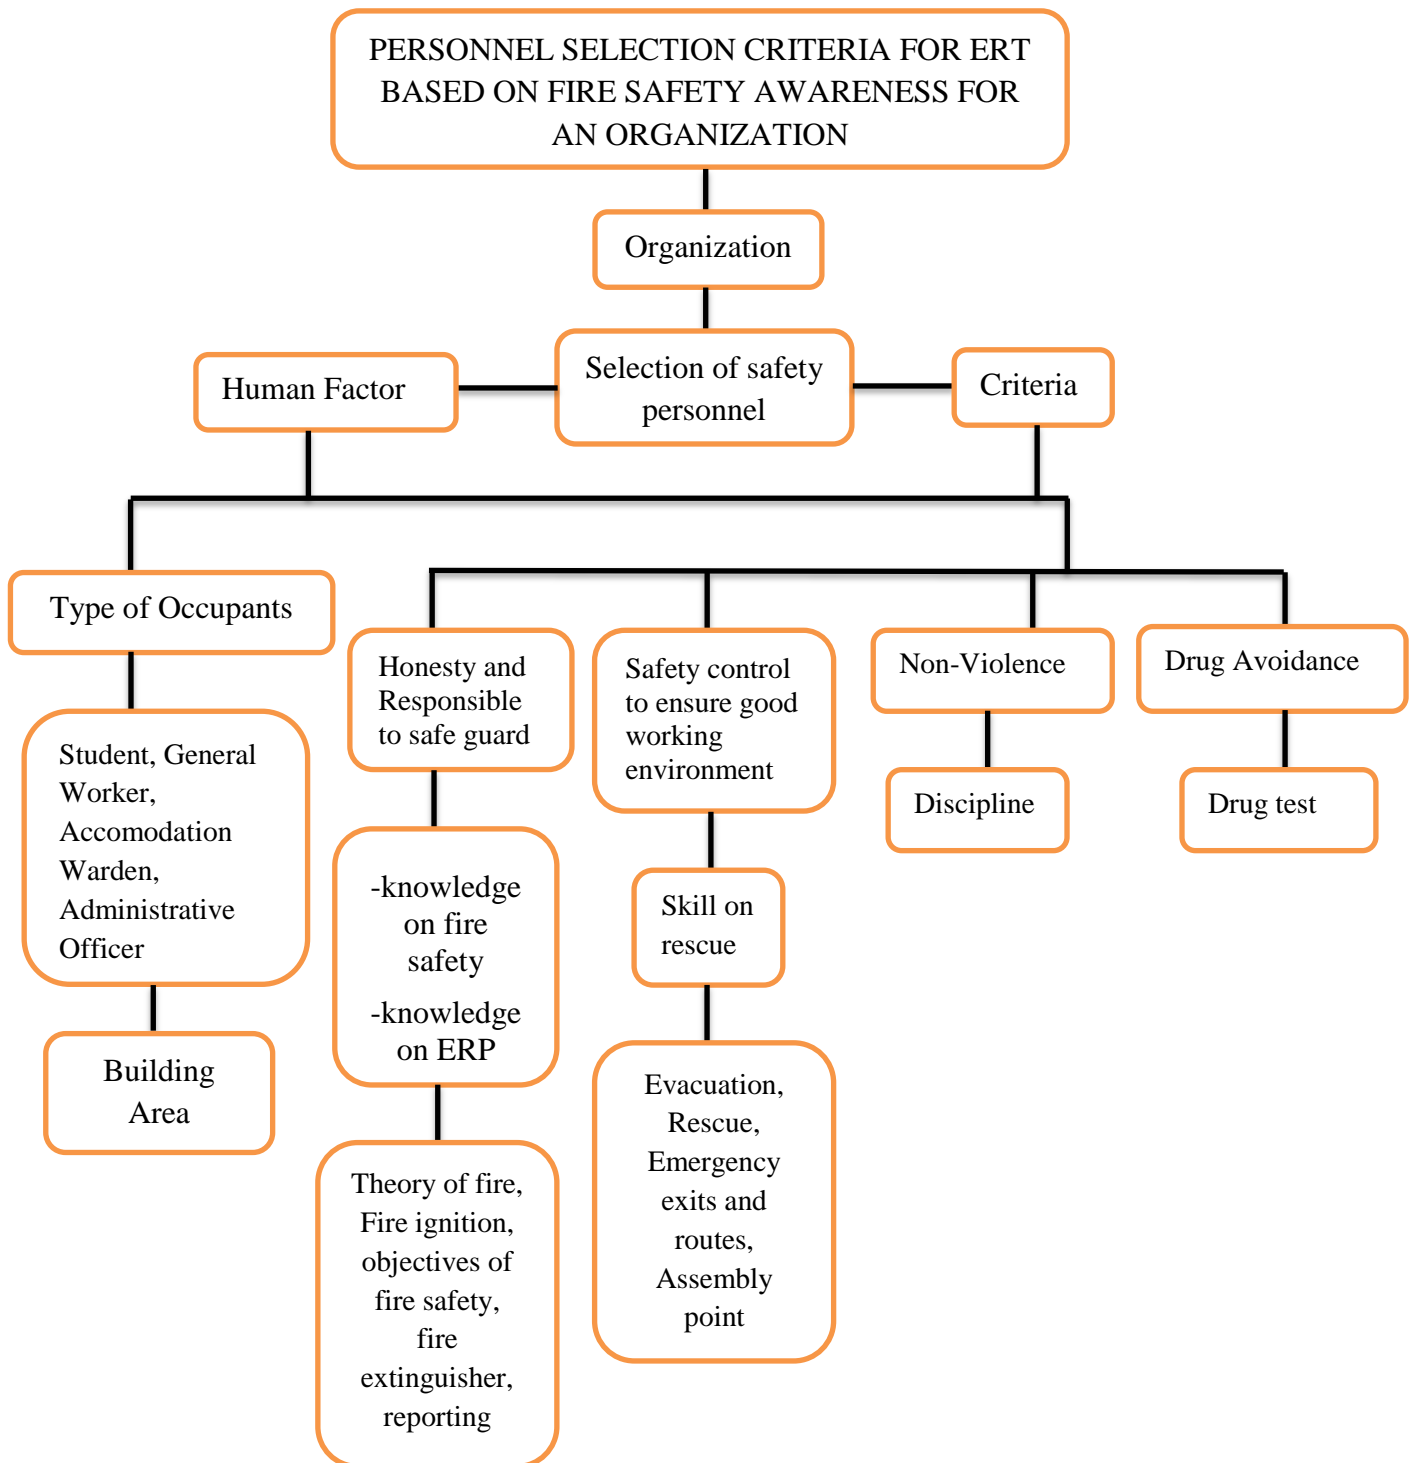 PERSONNEL SELECTION CRITERIA FOR ERT
BASED ON FIRE SAFETY AWARENESS FOR
AN ORGANIZATION
Organization
Human Factor
Selection of safety
personnel
Criteria
Type of Occupants
Honesty and
Responsible
to safe guard
Safety control
to ensure good
working
environment
Non-Violence
Drug Avoidance
Student, General
Worker,
Accomodation
Warden,
Administrative
Officer
-knowledge
on fire
safety
-knowledge
on ERP
Skill on
rescue
Discipline
Drug test
Building
Area
Theory of fire,
Fire ignition,
objectives of
fire safety,
fire
extinguisher,
reporting
Evacuation,
Rescue,
Emergency
exits and
routes,
Assembly
point